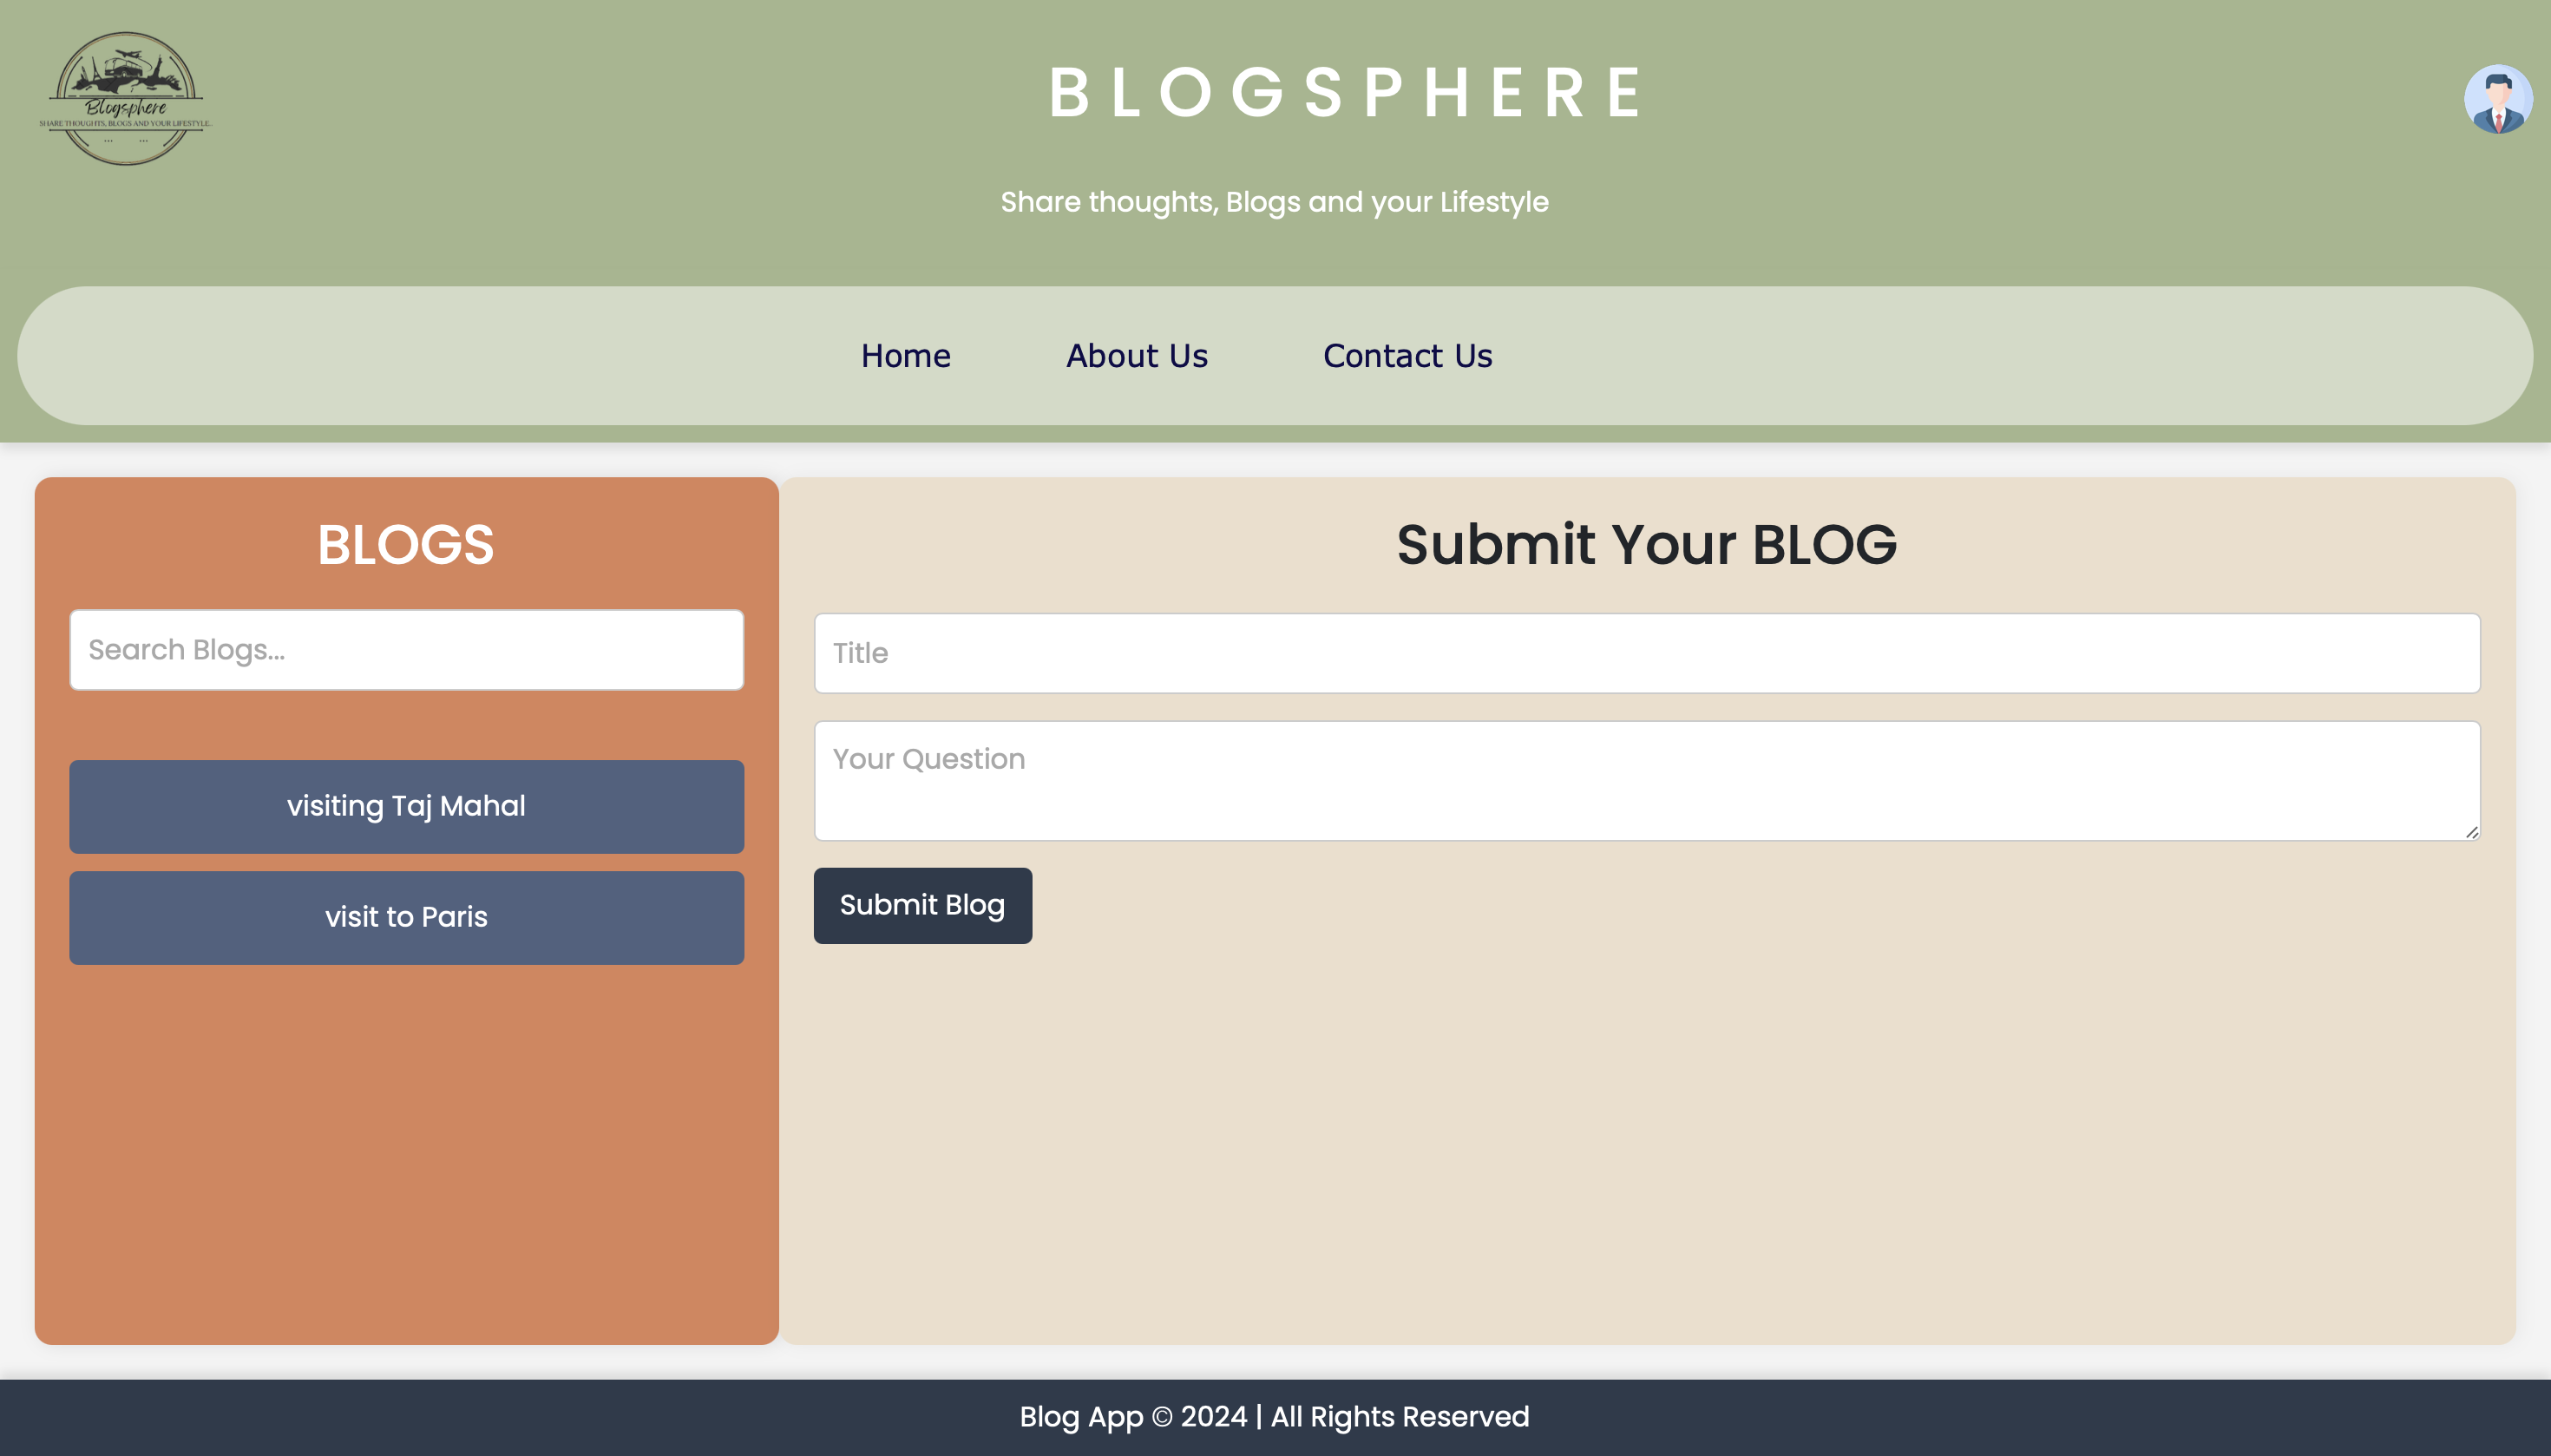 Blogsphere
SHARE THOUGHTS, BLOGS AND YOUR LIFESTYLE..
... ...
BLOGSPHERE
Share thoughts, Blogs and your Lifestyle
Home About Us Contact Us
BLOGS
Search Blogs...
visiting Taj Mahal
visit to Paris
Submit Your BLOG
Title
Your Question
Submit Blog
Blog App © 2024 | All Rights Reserved